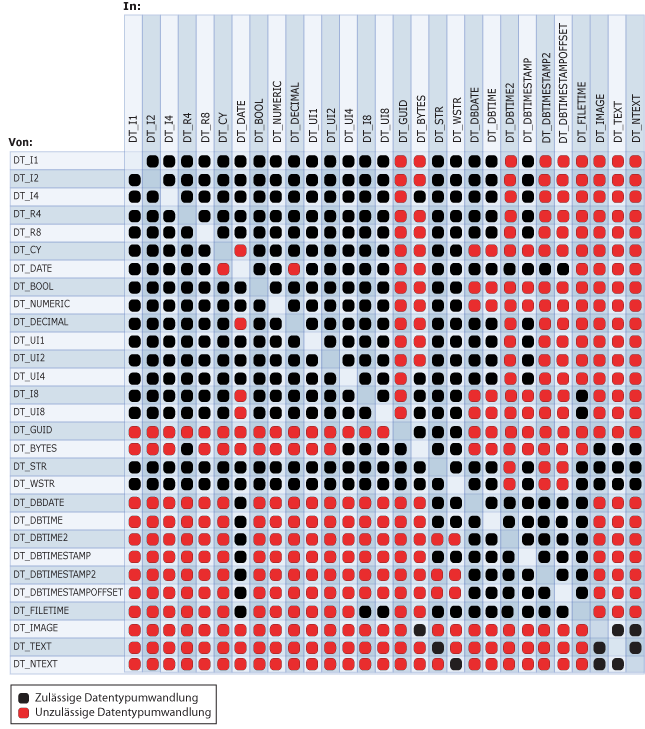 In:
DT_I1
DT_I2
DT_I4
DT_R4
DT_R8
DT_CY
DT_DATE
DT_BOOL
DT_NUMERIC
DT_DECIMAL
DT_UI1
DT_UI2
DT_UI4
DT_I8
DT_UI8
DT_GUID
DT_BYTES
DT_STR
DT_WSTR
DT_DBDATE
DT_DBTIME
DT_DBTIME2
DT_DBTIMESTAMP
DT_DBTIMESTAMP2
DT_DBTIMESTAMPOFFSET
DT_FILETIME
DT_IMAGE
DT_TEXT
DT_NTEXT
Von:
DT_I1
DT_I2
DT_I4
DT_R4
DT_R8
DT_CY
DT_DATE
DT_BOOL
DT_NUMERIC
DT_DECIMAL
DT_UI1
DT_UI2
DT_UI4
DT_I8
DT_UI8
DT_GUID
DT_BYTES
DT_STR
DT_WSTR
DT_DBDATE
DT_DBTIME
DT_DBTIME2
DT_DBTIMESTAMP
DT_DBTIMESTAMP2
DT_DBTIMESTAMPOFFSET
DT_FILETIME
DT_IMAGE
DT_TEXT
DT_NTEXT
Zulässige Datentypumwandlung
Unzulässige Datentypumwandlung